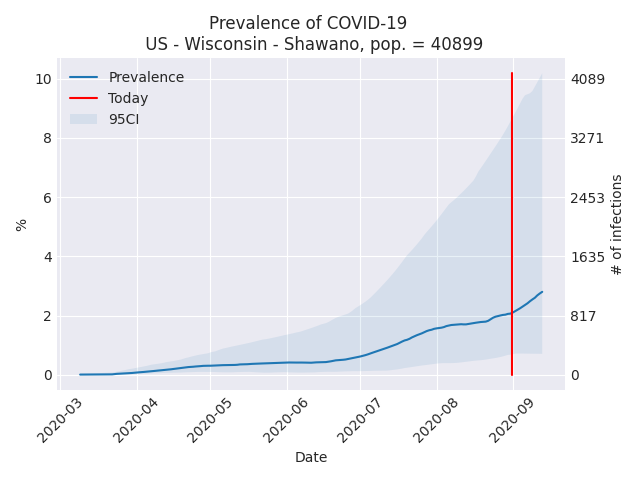 Prevalence of COVID-19
US - Wisconsin - Shawano, pop. = 40899
Prevalence
Today
95CI
10
8
6
4
2
0
%
4089
3271
2453
1635
817
0
# of infections
2020-03
2020-04
2020-05
2020-06
2020-07
2020-08
2020-09
Date